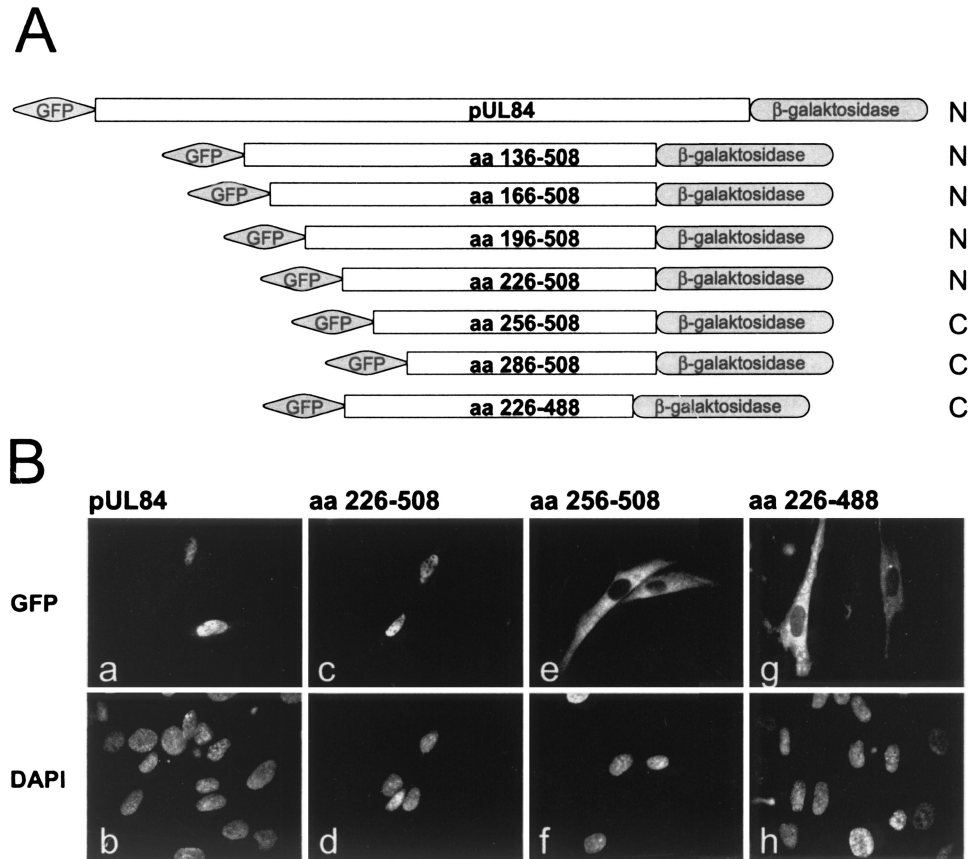 A
GFP pUL84 β-galaktosidase N
GFP aa 136-508 β-galaktosidase N
GFP aa 166-508 β-galaktosidase N
GFP aa 196-508 β-galaktosidase N
GFP aa 226-508 β-galaktosidase N
GFP aa 256-508 β-galaktosidase C
GFP aa 286-508 β-galaktosidase C
GFP aa 226-488 β-galaktosidase C
B
pUL84 aa 226-508 aa 256-508 aa 226-488
GFP a c e g
DAPI b d f h